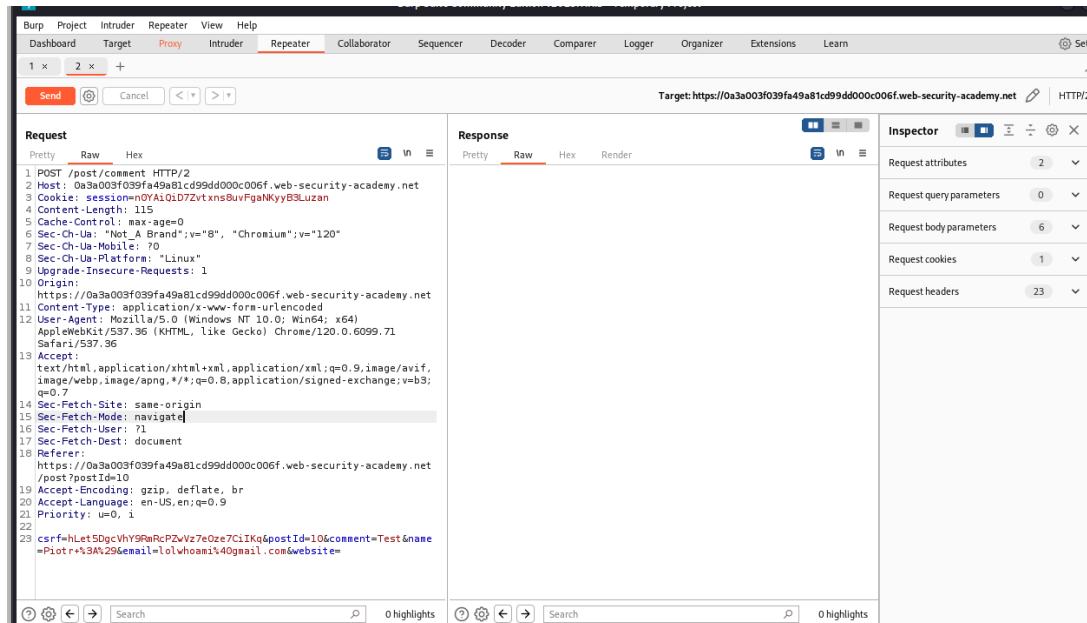 Burp Project Intruder Repeater View Help
Dashboard Target Proxy Intruder Repeater Collaborator Sequencer Decoder Comparer Logger Organizer Extensions Learn
1 × 2 × +
Send Cancel < > Target: https://0a3a003f039fa49a81cd99dd000c006f.web-security-academy.net HTTP/2
Request
Pretty Raw Hex \n
1 POST /post/comment HTTP/2
2 Host: 0a3a003f039fa49a81cd99dd000c006f.web-security-academy.net
3 Cookie: session=n0YAiQiD7Zvtxns8uvFgaNKyyB3Luzan
4 Content-Length: 115
5 Cache-Control: max-age=0
6 Sec-Ch-Ua: "Not_A Brand";v="8", "Chromium";v="120"
7 Sec-Ch-Ua-Mobile: ?0
8 Sec-Ch-Ua-Platform: "Linux"
9 Upgrade-Insecure-Requests: 1
10 Origin:
https://0a3a003f039fa49a81cd99dd000c006f.web-security-academy.net
11 Content-Type: application/x-www-form-urlencoded
12 User-Agent: Mozilla/5.0 (Windows NT 10.0; Win64; x64)
AppleWebKit/537.36 (KHTML, like Gecko) Chrome/120.0.6099.71
Safari/537.36
13 Accept:
text/html,application/xhtml+xml,application/xml;q=0.9,image/avif,
image/webp,image/apng,*/*;q=0.8,application/signed-exchange;v=b3;
q=0.7
14 Sec-Fetch-Site: same-origin
15 Sec-Fetch-Mode: navigate
16 Sec-Fetch-User: ?1
17 Sec-Fetch-Dest: document
18 Referer:
https://0a3a003f039fa49a81cd99dd000c006f.web-security-academy.net
/post?postId=10
19 Accept-Encoding: gzip, deflate, br
20 Accept-Language: en-US,en;q=0.9
21 Priority: u=0, i
22
23 csrf=hLet5DgcVhY9RmRcPZwVz7eOze7CiIKq&postId=10&comment=Test&name
=Piotr+%3A%29&email=lolwhoami%40gmail.com&website=
Search 0 highlights
Response
Pretty Raw Hex Render \n
Search 0 highlights
Inspector
Request attributes 2
Request query parameters 0
Request body parameters 6
Request cookies 1
Request headers 23